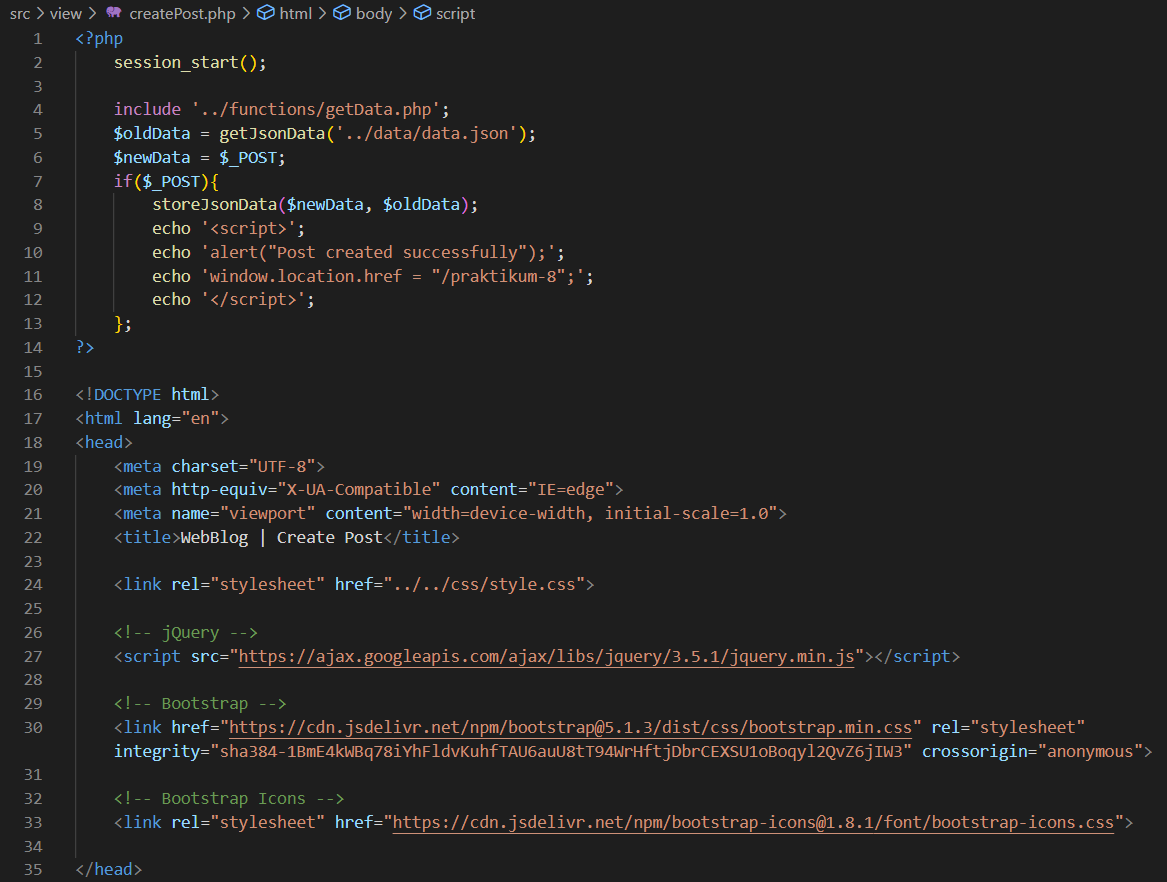 src > view > createPost.php > html > body > script
1 <?php
2     session_start();
3
4     include '../functions/getData.php';
5     $oldData = getJsonData('../data/data.json');
6     $newData = $_POST;
7     if($_POST){
8         storeJsonData($newData, $oldData);
9         echo '<script>';
10         echo 'alert("Post created successfully");';
11         echo 'window.location.href = "/praktikum-8";';
12         echo '</script>';
13     };
14 ?>
15
16 <!DOCTYPE html>
17 <html lang="en">
18 <head>
19     <meta charset="UTF-8">
20     <meta http-equiv="X-UA-Compatible" content="IE=edge">
21     <meta name="viewport" content="width=device-width, initial-scale=1.0">
22     <title>WebBlog | Create Post</title>
23
24     <link rel="stylesheet" href="../../css/style.css">
25
26     <!-- jQuery -->
27     <script src="https://ajax.googleapis.com/ajax/libs/jquery/3.5.1/jquery.min.js"></script>
28
29     <!-- Bootstrap -->
30     <link href="https://cdn.jsdelivr.net/npm/bootstrap@5.1.3/dist/css/bootstrap.min.css" rel="stylesheet"
    integrity="sha384-1BmE4kWBq78iYhFldvKuhfTAU6auU8tT94WrHftjDbrCEXSU1oBoqyl2QvZ6jIW3" crossorigin="anonymous">
31
32     <!-- Bootstrap Icons -->
33     <link rel="stylesheet" href="https://cdn.jsdelivr.net/npm/bootstrap-icons@1.8.1/font/bootstrap-icons.css">
34
35 </head>